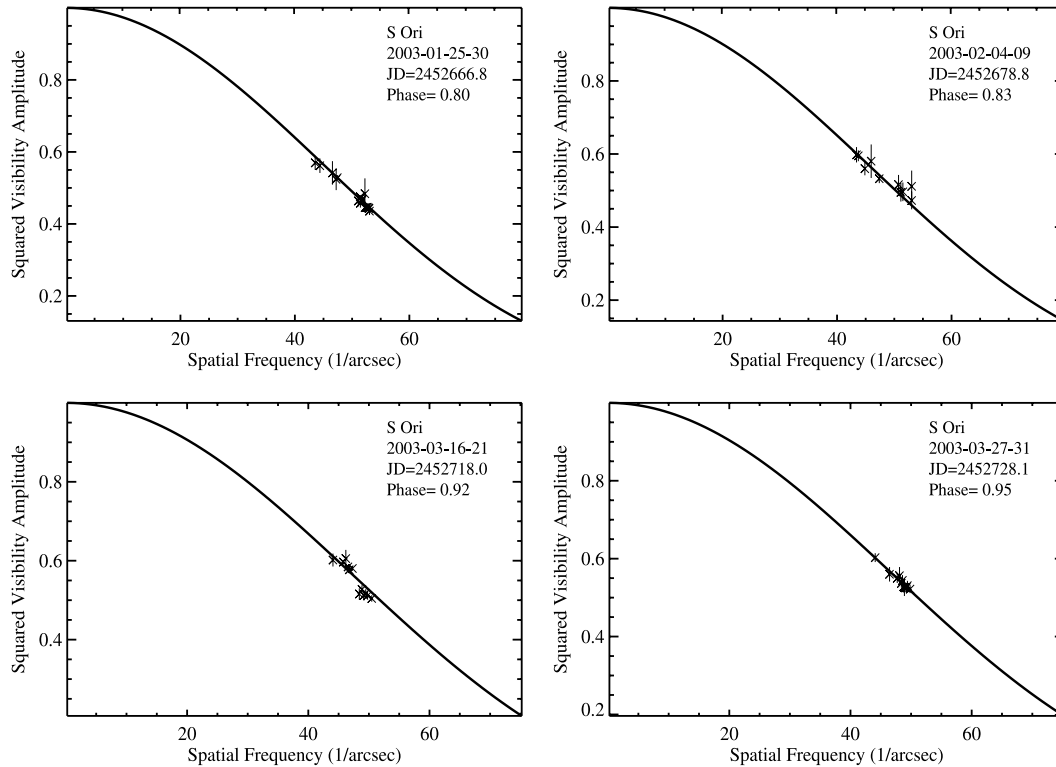 S Ori
2003-01-25-30
JD=2452666.8
Phase= 0.80
Squared Visibility Amplitude
0.8
0.6
0.4
0.2
20 40 60
Spatial Frequency (1/arcsec)
S Ori
2003-02-04-09
JD=2452678.8
Phase= 0.83
Squared Visibility Amplitude
0.8
0.6
0.4
0.2
20 40 60
Spatial Frequency (1/arcsec)
S Ori
2003-03-16-21
JD=2452718.0
Phase= 0.92
Squared Visibility Amplitude
0.8
0.6
0.4
20 40 60
Spatial Frequency (1/arcsec)
S Ori
2003-03-27-31
JD=2452728.1
Phase= 0.95
Squared Visibility Amplitude
0.8
0.6
0.4
0.2
20 40 60
Spatial Frequency (1/arcsec)